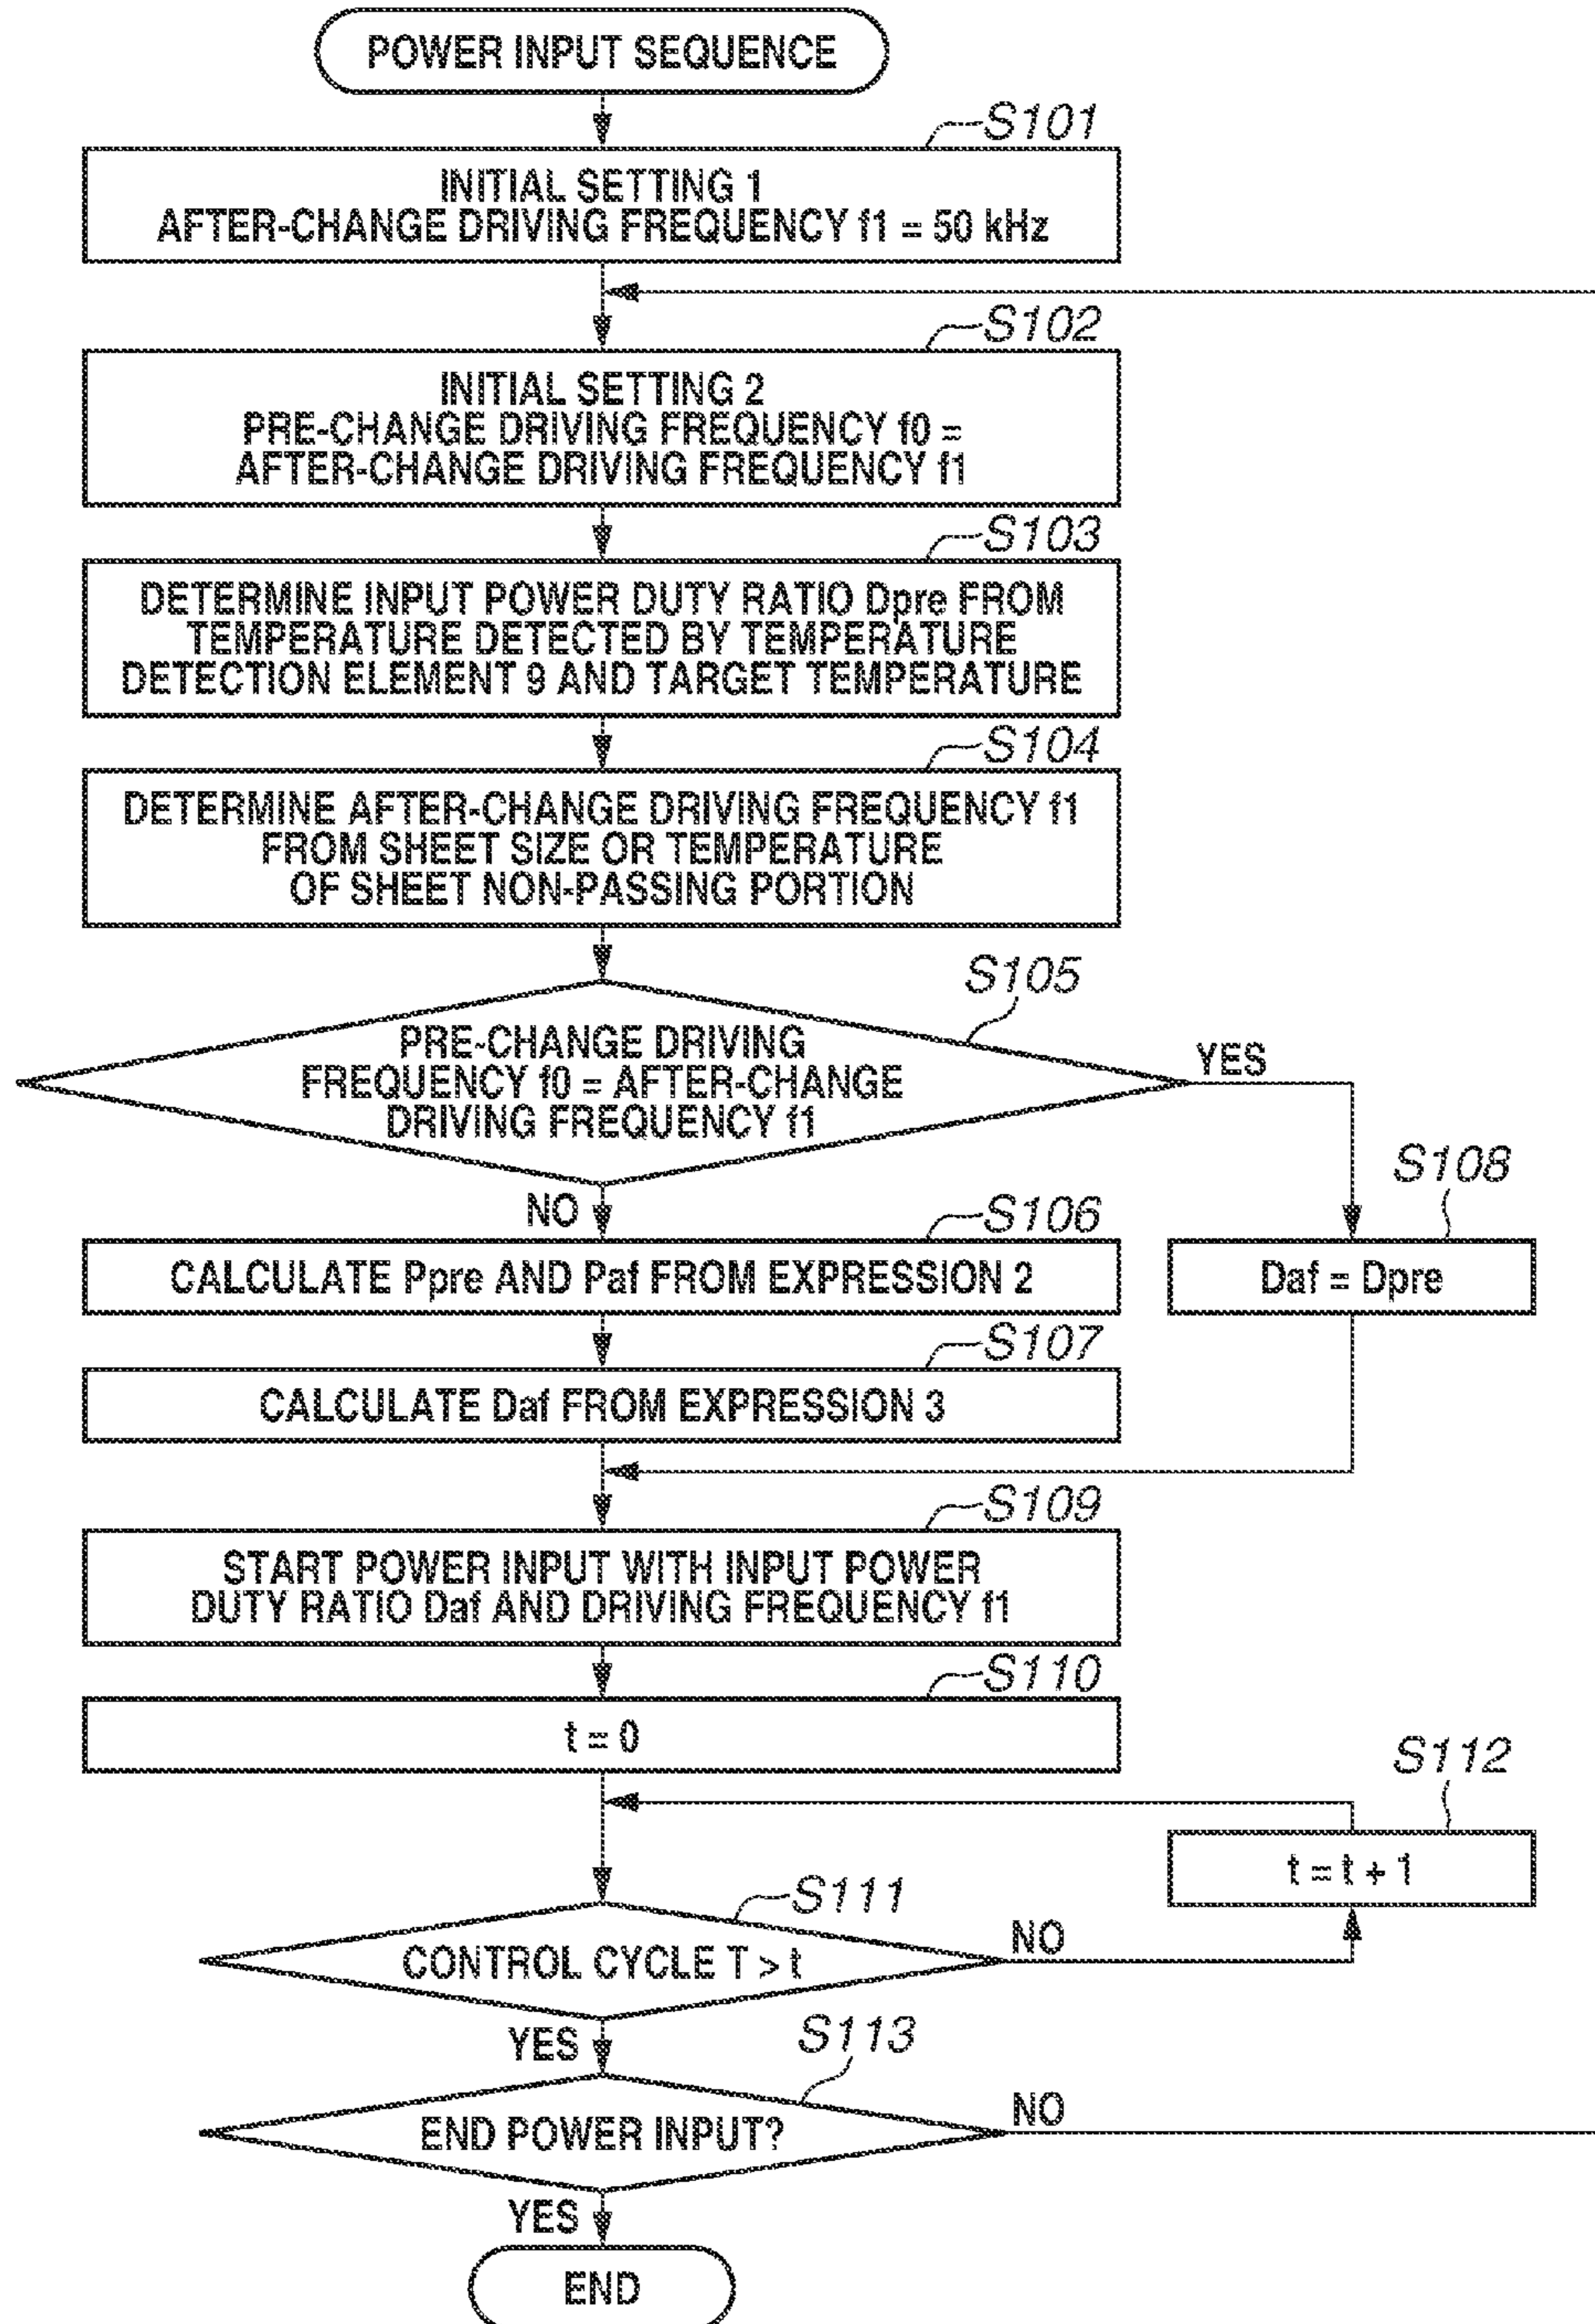 POWER INPUT SEQUENCE
S101
INITIAL SETTING 1
AFTER-CHANGE DRIVING FREQUENCY f1 = 50 kHz
S102
INITIAL SETTING 2
PRE-CHANGE DRIVING FREQUENCY f0 =
AFTER-CHANGE DRIVING FREQUENCY f1
S103
DETERMINE INPUT POWER DUTY RATIO Dpre FROM
TEMPERATURE DETECTED BY TEMPERATURE
DETECTION ELEMENT 9 AND TARGET TEMPERATURE
S104
DETERMINE AFTER-CHANGE DRIVING FREQUENCY f1
FROM SHEET SIZE OR TEMPERATURE
OF SHEET NON-PASSING PORTION
S105
PRE-CHANGE DRIVING
FREQUENCY f0 = AFTER-CHANGE
DRIVING FREQUENCY f1
YES
NO
S106
CALCULATE Ppre AND Paf FROM EXPRESSION 2
S108
Daf = Dpre
S107
CALCULATE Daf FROM EXPRESSION 3
S109
START POWER INPUT WITH INPUT POWER
DUTY RATIO Daf AND DRIVING FREQUENCY f1
S110
t = 0
S112
t = t + 1
S111
CONTROL CYCLE T > t
NO
YES
S113
END POWER INPUT?
NO
YES
END